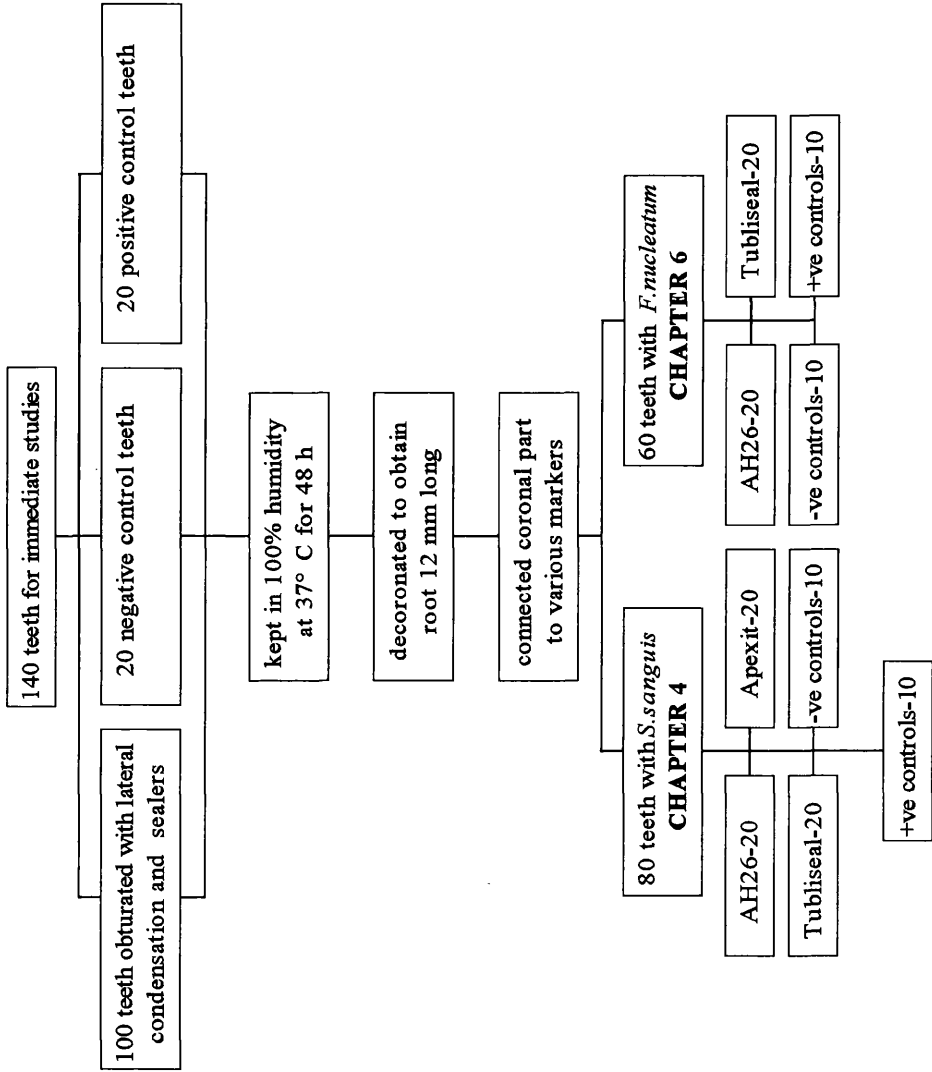 140 teeth for immediate studies
100 teeth obturated with lateral
condensation and sealers
20 negative control teeth
20 positive control teeth
kept in 100% humidity
at 37° C for 48 h
decoronated to obtain
root 12 mm long
connected coronal part
to various markers
80 teeth with S.sanguis
CHAPTER 4
60 teeth with F.nucleatum
CHAPTER 6
AH26-20
Apexit-20
Tubliseal-20
-ve controls-10
+ve controls-10
AH26-20
Tubliseal-20
-ve controls-10
+ve controls-10